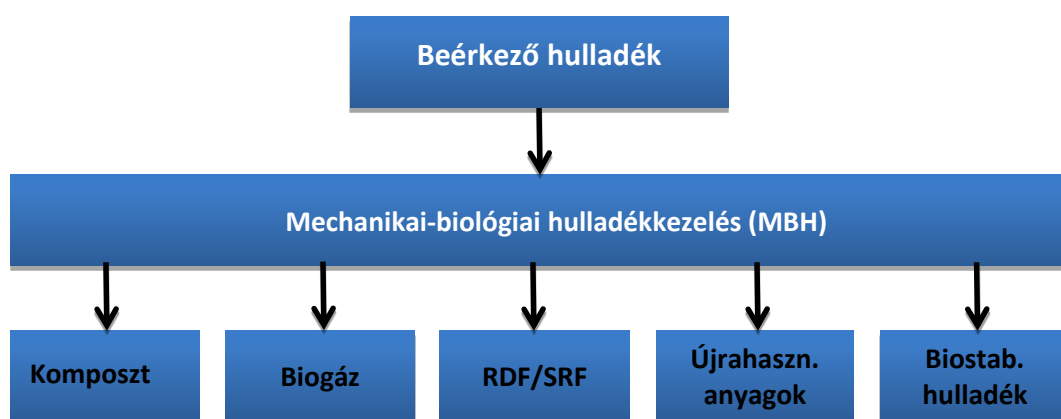 Beérkező hulladék
Mechanikai-biológiai hulladékkezelés (MBH)
Komposzt
Biogáz
RDF/SRF
Újrahaszn.
anyagok
Biostab.
hulladék